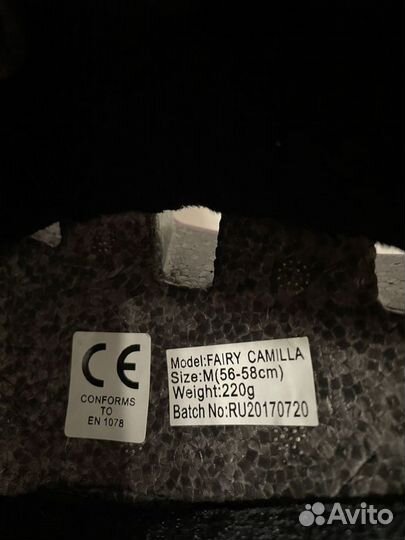 CE
CONFORMS
TO
EN 1078
Model:FAIRY CAMILLA
Size:M(56-58cm)
Weight:220g
Batch No:RU20170720
Avito